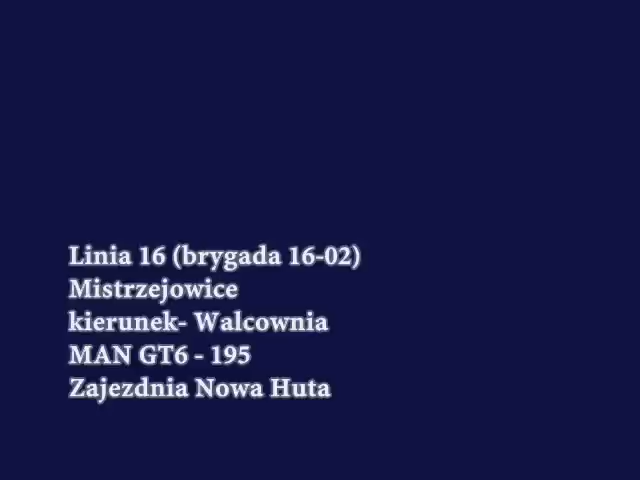 Linia 16 (brygada 16-02)
Mistrzejowice
kierunek- Walcownia
MAN GT6 - 195
Zajezdnia Nowa Huta